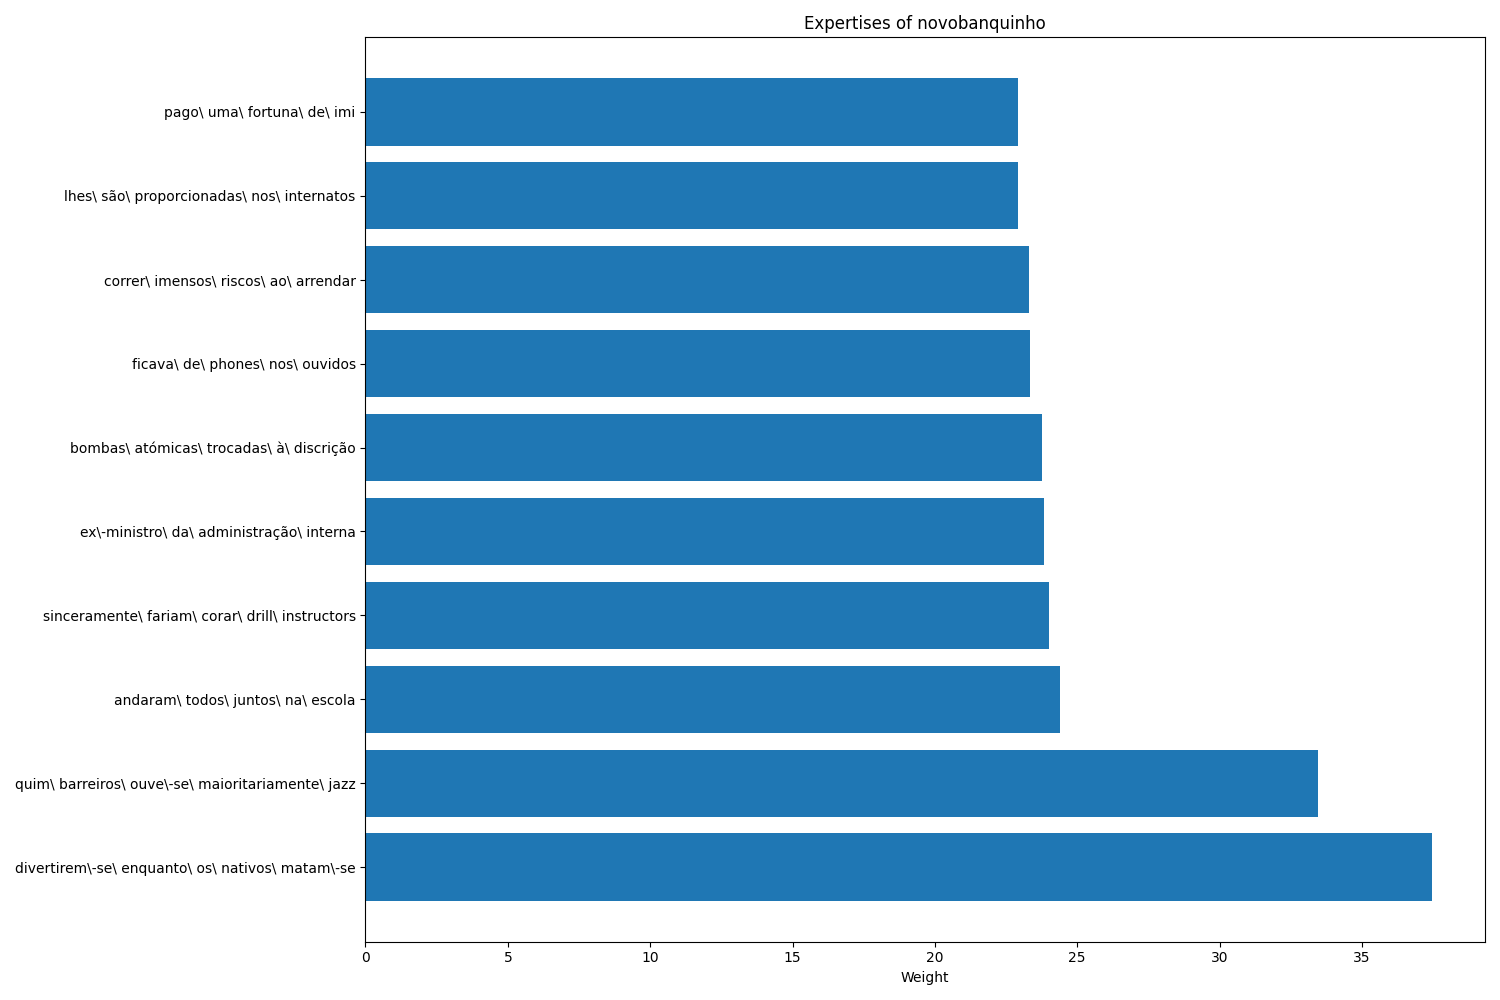 Expertises of novobanquinho
pago\ uma\ fortuna\ de\ imi
lhes\ são\ proporcionadas\ nos\ internatos
correr\ imensos\ riscos\ ao\ arrendar
ficava\ de\ phones\ nos\ ouvidos
bombas\ atómicas\ trocadas\ à\ discrição
ex\-ministro\ da\ administração\ interna
sinceramente\ fariam\ corar\ drill\ instructors
andaram\ todos\ juntos\ na\ escola
quim\ barreiros\ ouve\-se\ maioritariamente\ jazz
divertirem\-se\ enquanto\ os\ nativos\ matam\-se
0 5 10 15 20 25 30 35
Weight